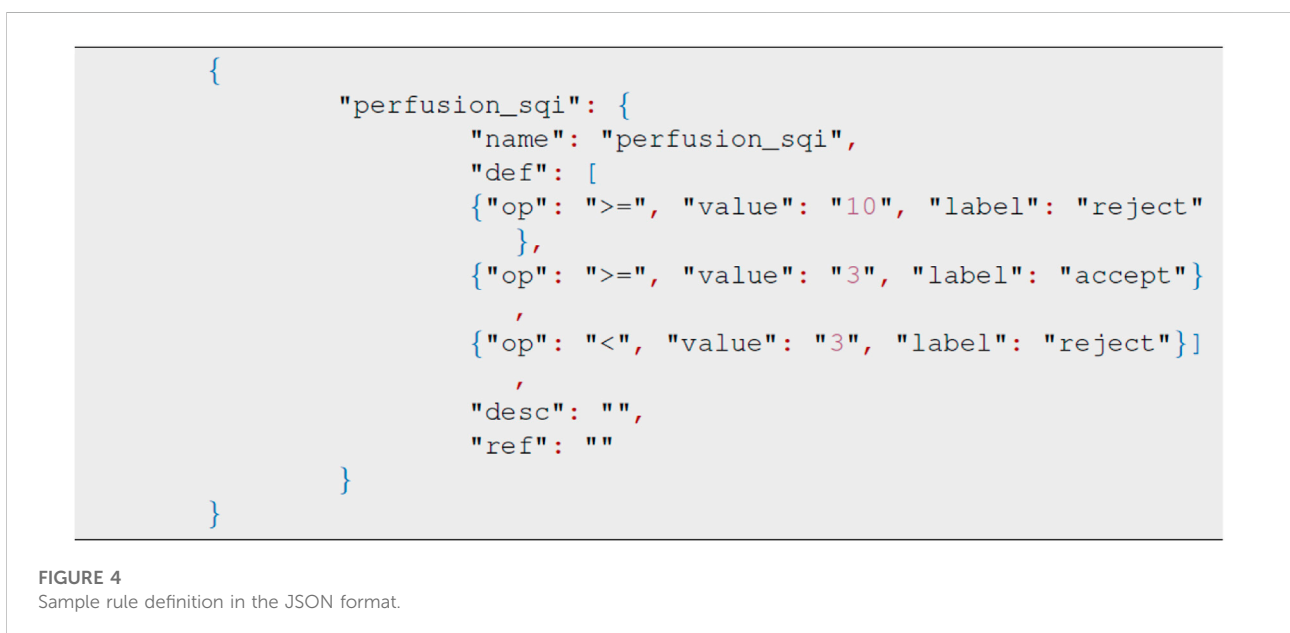 {
"perfusion_sqi": {
"name": "perfusion_sqi",
"def": [
{"op": ">=", "value": "10", "label": "reject"
},
{"op": ">=", "value": "3", "label": "accept"}
,
{"op": "<", "value": "3", "label": "reject"}]
,
"desc": "",
"ref": ""
}
}
FIGURE 4
Sample rule definition in the JSON format.